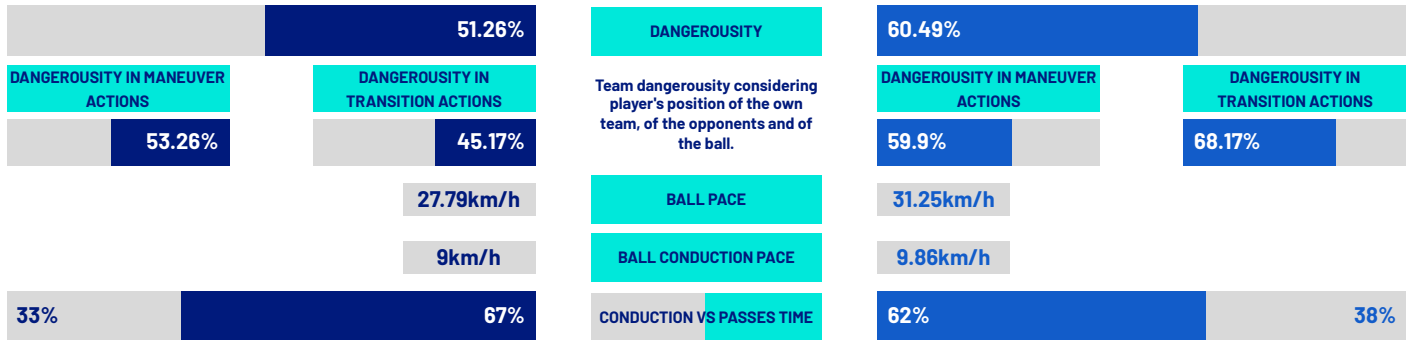 51.26%
DANGEROUSITY
60.49%
DANGEROUSITY IN MANEUVER
ACTIONS
DANGEROUSITY IN
TRANSITION ACTIONS
Team dangerousity considering
player's position of the own
team, of the opponents and of
the ball.
DANGEROUSITY IN MANEUVER
ACTIONS
DANGEROUSITY IN
TRANSITION ACTIONS
53.26%
45.17%
59.9%
68.17%
27.79km/h
BALL PACE
31.25km/h
9km/h
BALL CONDUCTION PACE
9.86km/h
33%
67%
CONDUCTION VS PASSES TIME
62%
38%